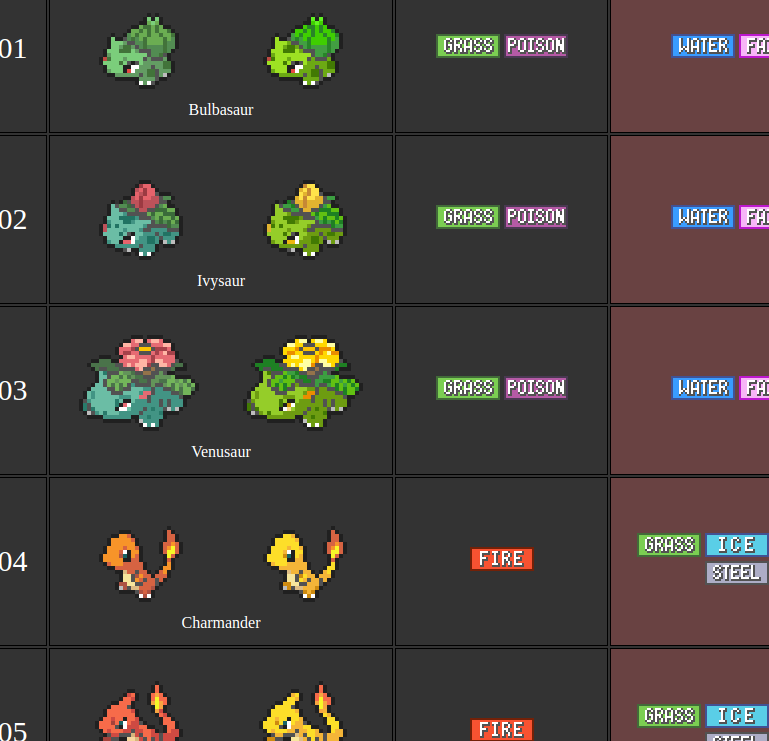 01 GRASS POISON WATER
Bulbasaur
02 GRASS POISON WATER
Ivysaur
03 GRASS POISON WATER
Venusaur
04 FIRE GRASS ICE
STEEL
Charmander
05 FIRE GRASS ICE